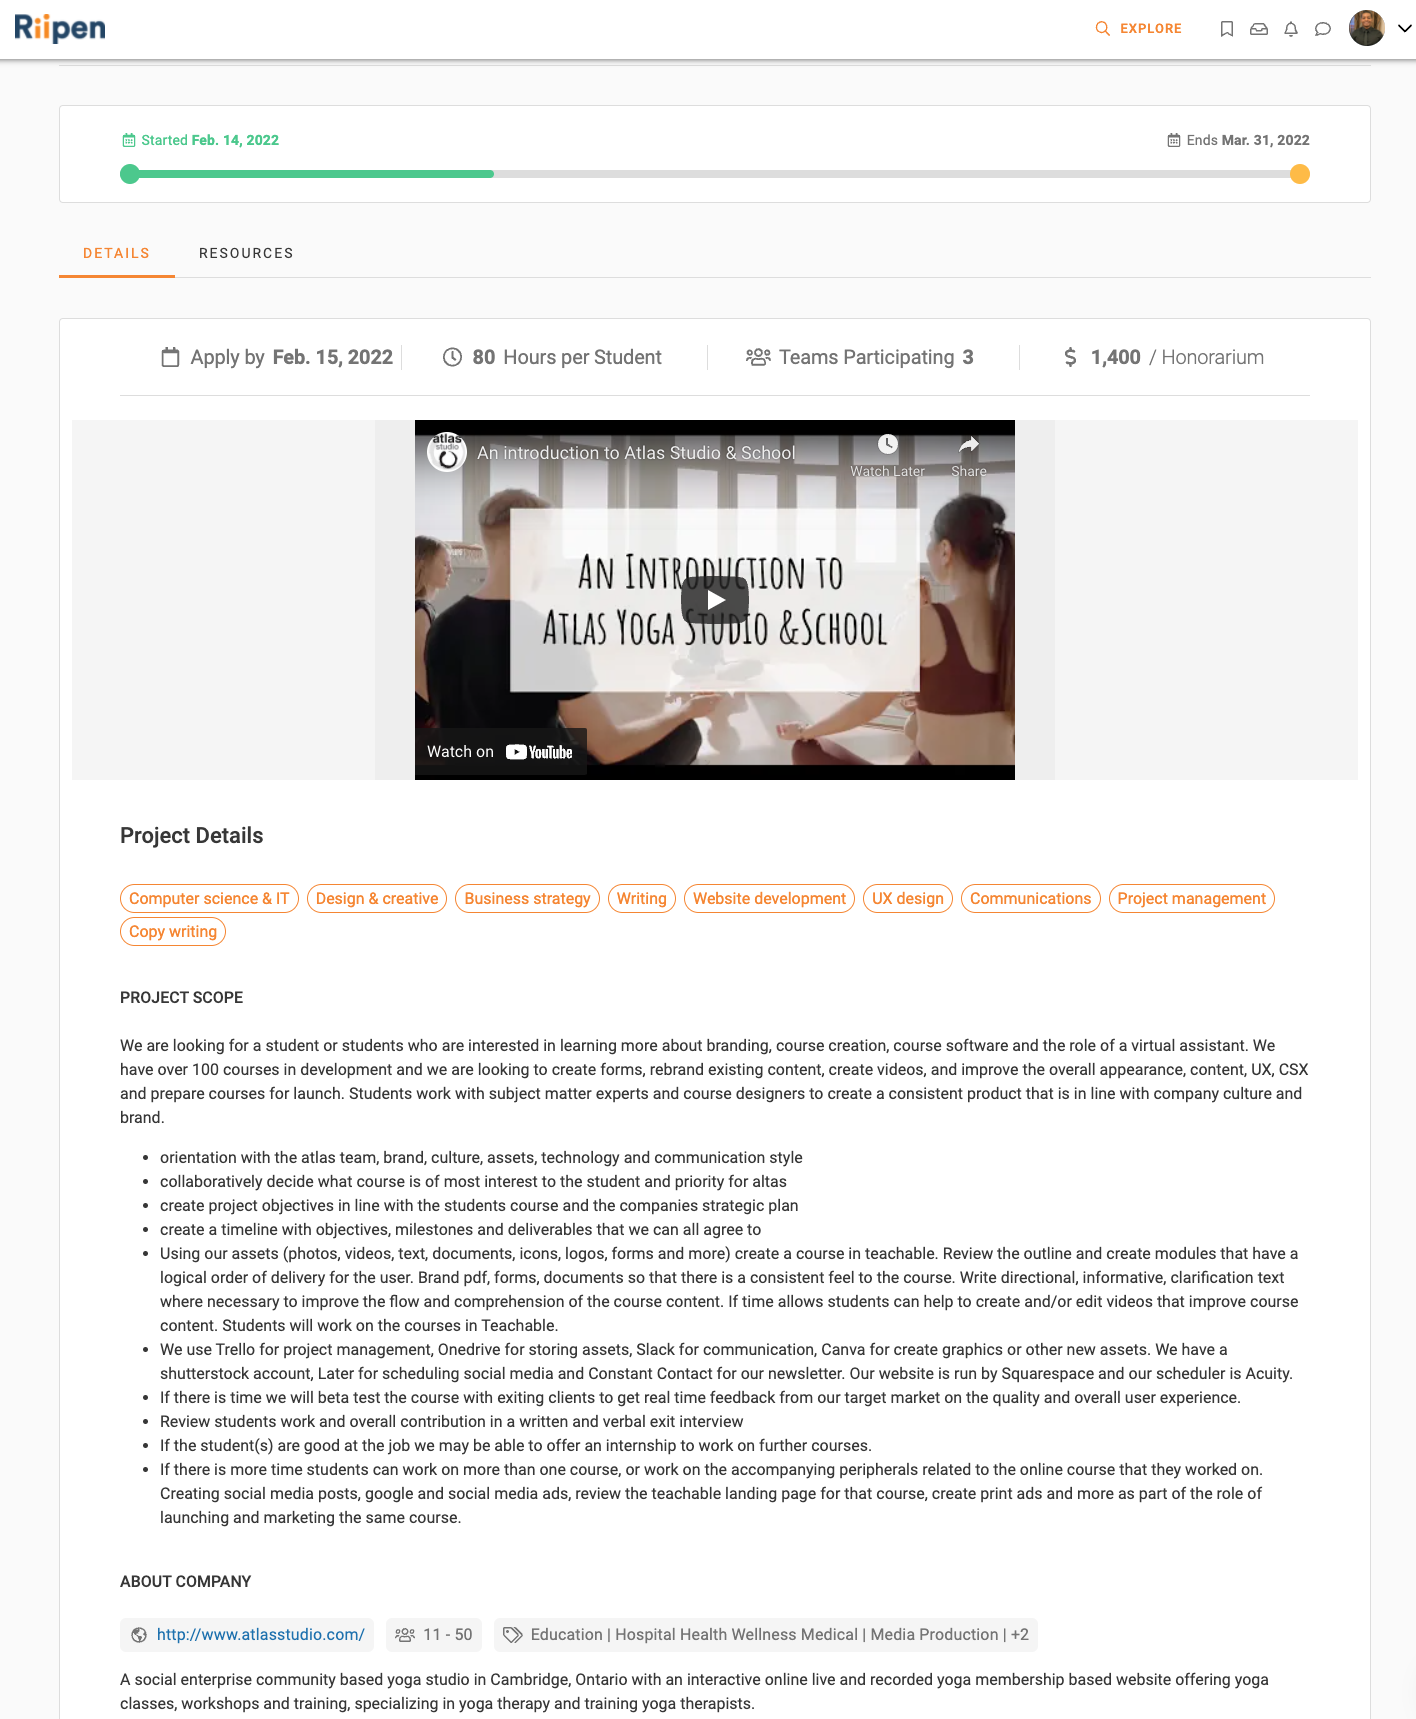 Riipen
EXPLORE
Started Feb. 14, 2022
Ends Mar. 31, 2022
DETAILS
RESOURCES
Apply by Feb. 15, 2022
80 Hours per Student
Teams Participating 3
$ 1,400 / Honorarium
atlas
studio
An introduction to Atlas Studio & School
Watch Later
Share
AN INTRODUCTION TO
ATLAS YOGA STUDIO &SCHOOL
Watch on YouTube
Project Details
Computer science & IT
Design & creative
Business strategy
Writing
Website development
UX design
Communications
Project management
Copy writing
PROJECT SCOPE
We are looking for a student or students who are interested in learning more about branding, course creation, course software and the role of a virtual assistant. We
have over 100 courses in development and we are looking to create forms, rebrand existing content, create videos, and improve the overall appearance, content, UX, CSX
and prepare courses for launch. Students work with subject matter experts and course designers to create a consistent product that is in line with company culture and
brand.
• orientation with the atlas team, brand, culture, assets, technology and communication style
• collaboratively decide what course is of most interest to the student and priority for altas
• create project objectives in line with the students course and the companies strategic plan
• create a timeline with objectives, milestones and deliverables that we can all agree to
• Using our assets (photos, videos, text, documents, icons, logos, forms and more) create a course in teachable. Review the outline and create modules that have a
logical order of delivery for the user. Brand pdf, forms, documents so that there is a consistent feel to the course. Write directional, informative, clarification text
where necessary to improve the flow and comprehension of the course content. If time allows students can help to create and/or edit videos that improve course
content. Students will work on the courses in Teachable.
• We use Trello for project management, Onedrive for storing assets, Slack for communication, Canva for create graphics or other new assets. We have a
shutterstock account, Later for scheduling social media and Constant Contact for our newsletter. Our website is run by Squarespace and our scheduler is Acuity.
• If there is time we will beta test the course with exiting clients to get real time feedback from our target market on the quality and overall user experience.
• Review students work and overall contribution in a written and verbal exit interview
• If the student(s) are good at the job we may be able to offer an internship to work on further courses.
• If there is more time students can work on more than one course, or work on the accompanying peripherals related to the online course that they worked on.
Creating social media posts, google and social media ads, review the teachable landing page for that course, create print ads and more as part of the role of
launching and marketing the same course.
ABOUT COMPANY
http://www.atlasstudio.com/
11 - 50
Education | Hospital Health Wellness Medical | Media Production | +2
A social enterprise community based yoga studio in Cambridge, Ontario with an interactive online live and recorded yoga membership based website offering yoga
classes, workshops and training, specializing in yoga therapy and training yoga therapists.